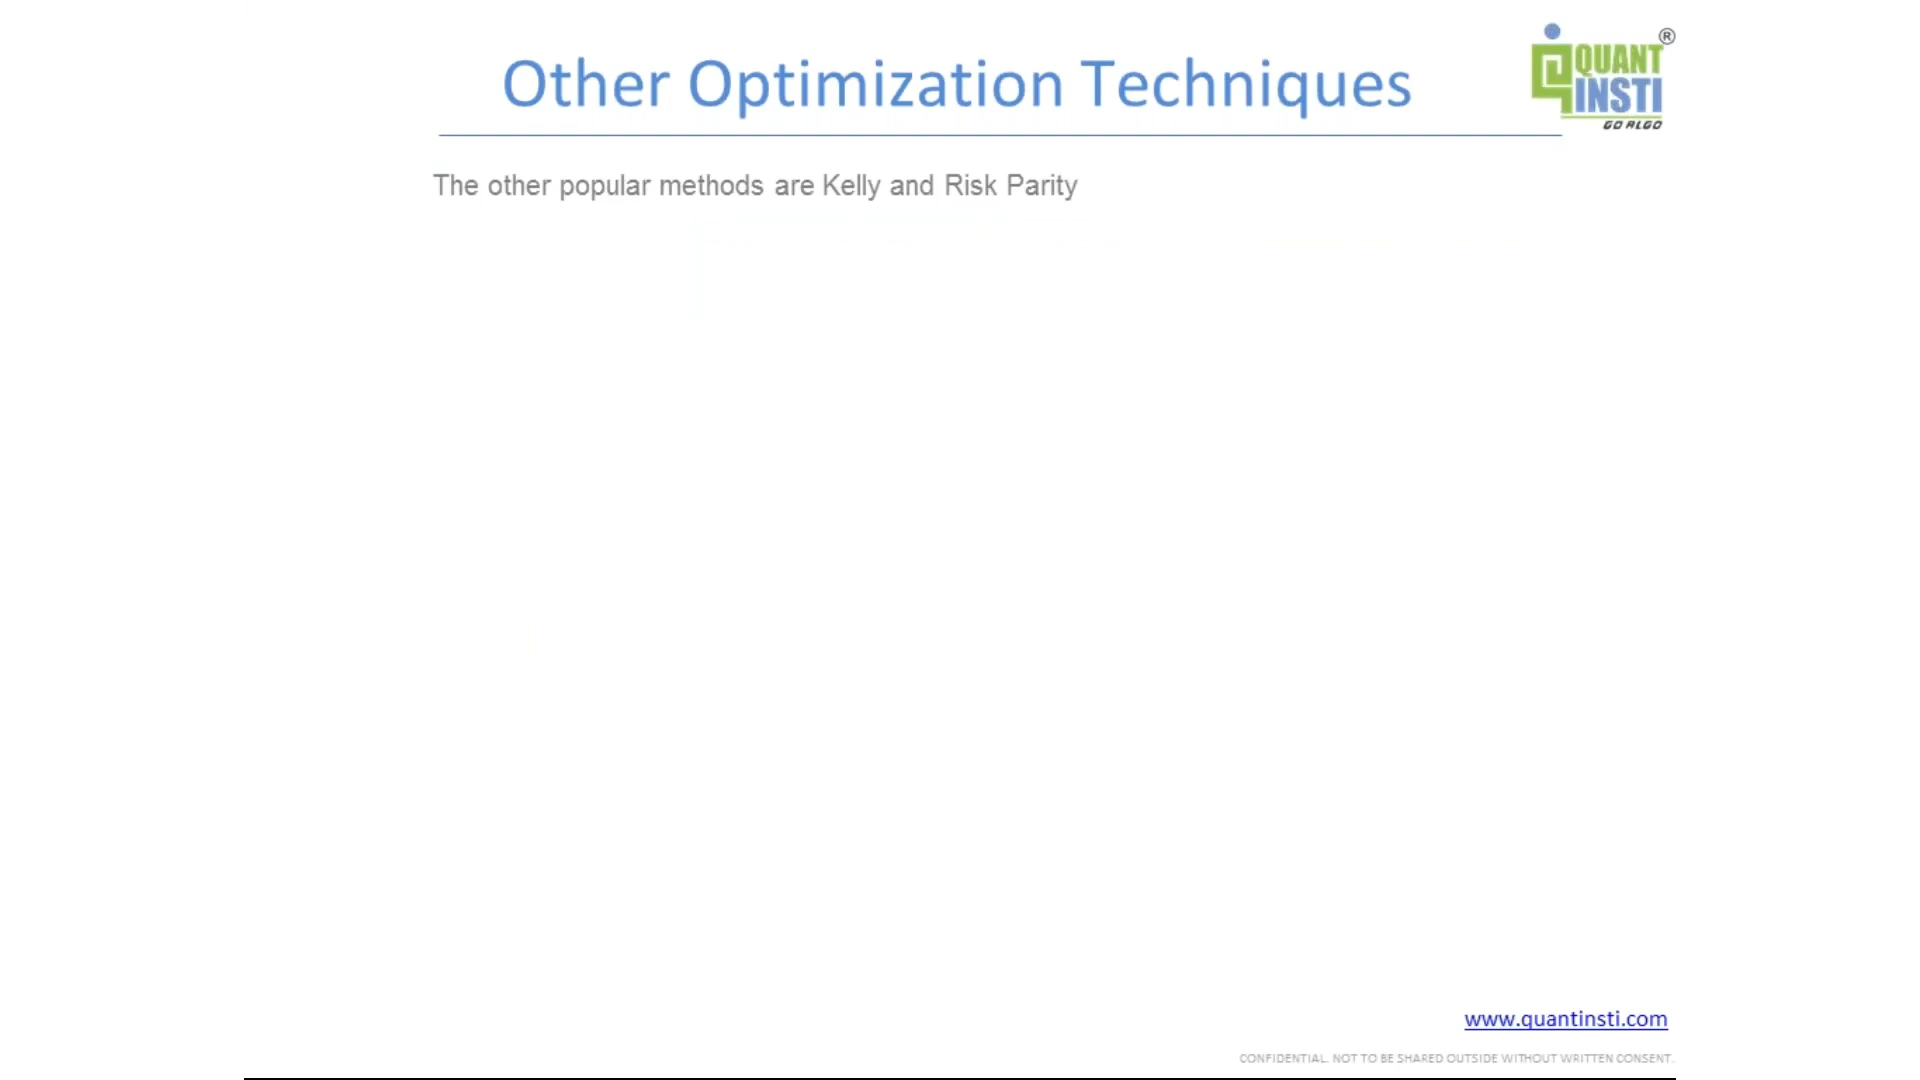 Other Optimization Techniques
QUANT
INSTI
®
GO ALGO
The other popular methods are Kelly and Risk Parity
www.quantinsti.com
CONFIDENTIAL. NOT TO BE SHARED OUTSIDE WITHOUT WRITTEN CONSENT.